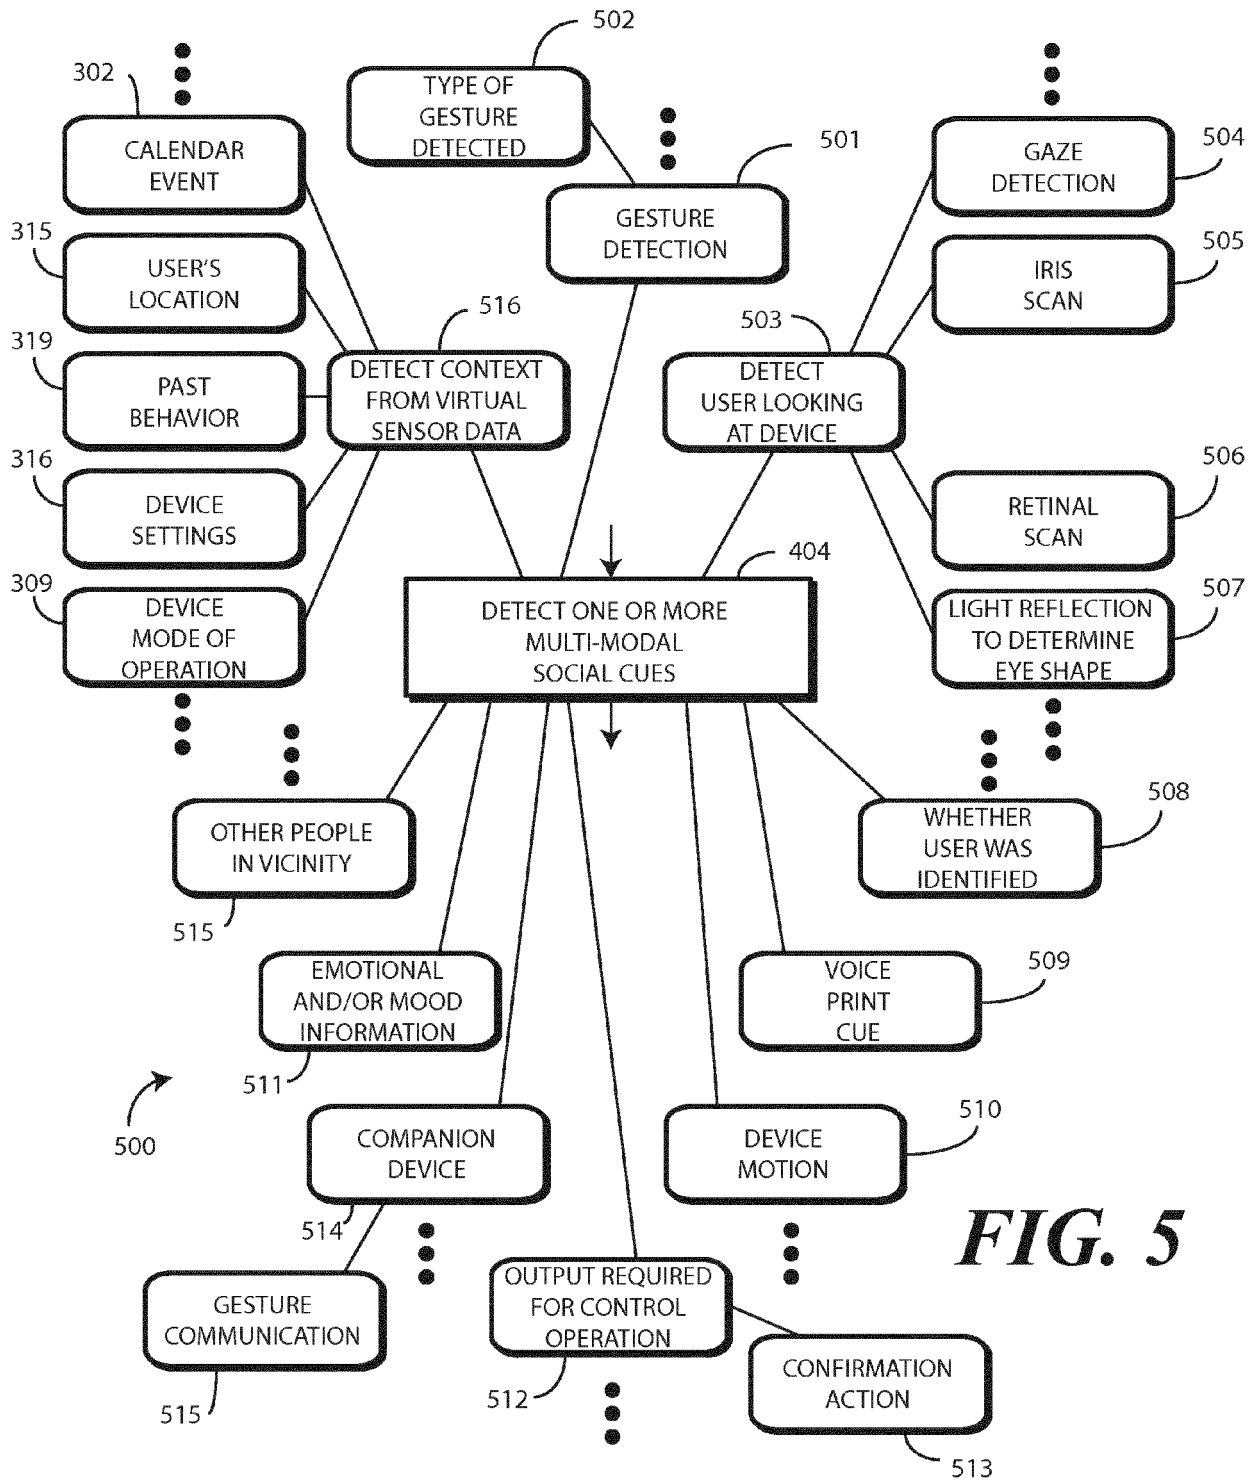 502
TYPE OF
GESTURE
DETECTED
302
CALENDAR
EVENT
501
GESTURE
DETECTION
504
GAZE
DETECTION
315
USER'S
LOCATION
505
IRIS
SCAN
516
DETECT CONTEXT
FROM VIRTUAL
SENSOR DATA
503
DETECT
USER LOOKING
AT DEVICE
319
PAST
BEHAVIOR
316
DEVICE
SETTINGS
506
RETINAL
SCAN
309
DEVICE
MODE OF
OPERATION
404
DETECT ONE OR MORE
MULTI-MODAL
SOCIAL CUES
507
LIGHT REFLECTION
TO DETERMINE
EYE SHAPE
OTHER PEOPLE
IN VICINITY
515
508
WHETHER
USER WAS
IDENTIFIED
EMOTIONAL
AND/OR MOOD
INFORMATION
511
509
VOICE
PRINT
CUE
500
COMPANION
DEVICE
514
510
DEVICE
MOTION
FIG. 5
GESTURE
COMMUNICATION
515
OUTPUT REQUIRED
FOR CONTROL
OPERATION
512
CONFIRMATION
ACTION
513